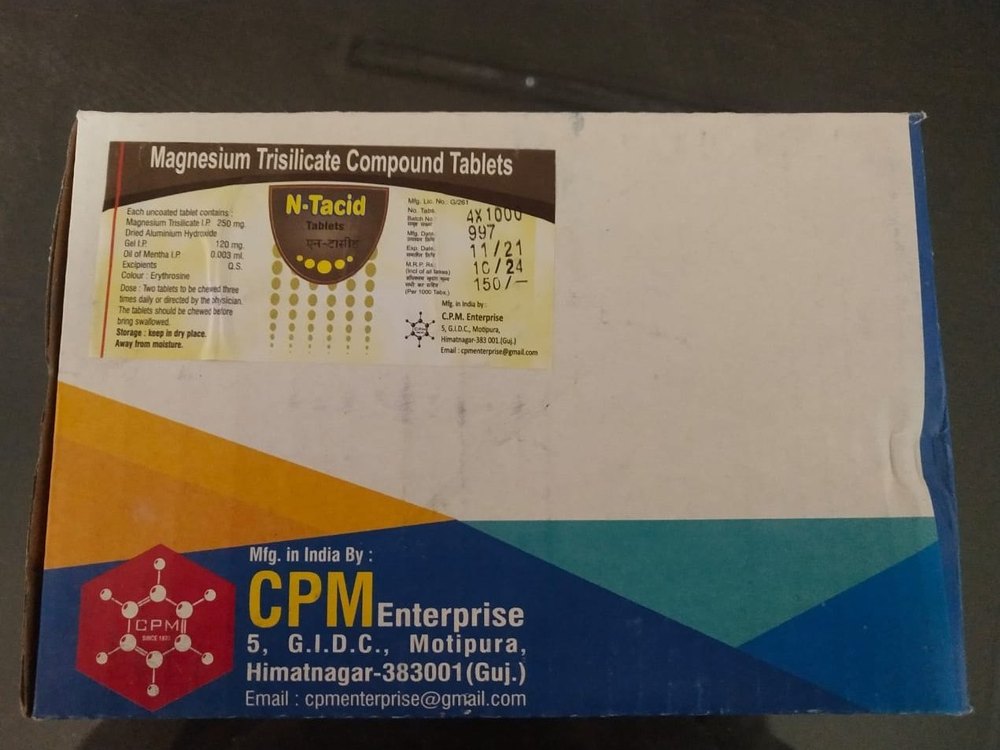 Magnesium Trisilicate Compound Tablets
Each uncoated tablet contains :
Magnesium Trisilicate I.P. 250 mg.
Dried Aluminium Hydroxide
Gel I.P. 120 mg.
Oil of Mentha I.P. 0.003 ml.
Excipients Q.S.
Colour : Erythrosine
Dose : Two tablets to be chewed three
times daily or directed by the physician.
The tablets should be chewed before
bring swallowed.
Storage : keep in dry place.
Away from moisture.
N-Tacid
Tablets
एन-टासीड
Mfg. Lic. No.: G/261
No. Tabs. 4X1000
Batch No.: 997
Mfg. Date: 11/21
Exp. Date: 10/24
M.R.P. Rs. 150/-
(Incl of all taxes)
(Per 1000 Tabs.)
Mfg. in India by:
C.P.M. Enterprise
5, G.I.D.C., Motipura,
Himatnagar-383 001.(Guj.)
Email : cpmenterprise@gmail.com
CPM
Mfg. in India By :
CPM Enterprise
5, G.I.D.C., Motipura,
Himatnagar-383001(Guj.)
Email : cpmenterprise@gmail.com